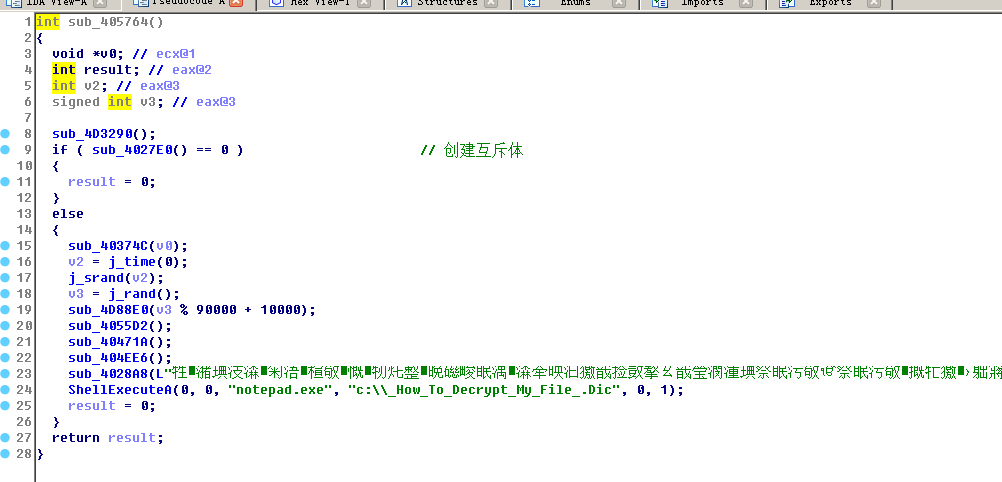 IDA View-A Pseudocode A Hex View-1 Structures Enums Imports Exports
1 int sub_405764()
2 {
3 void *v0; // ecx@1
4 int result; // eax@2
5 int v2; // eax@3
6 signed int v3; // eax@3
7
8 sub_4D3290();
9 if ( sub_4027E0() == 0 ) // 创建互斥体
10 {
11 result = 0;
12 }
13 else
14 {
15 sub_40374C(v0);
16 v2 = j_time(0);
17 j_srand(v2);
18 v3 = j_rand();
19 sub_4D88E0(v3 % 90000 + 10000);
20 sub_4055D2();
21 sub_40471A();
22 sub_404EE6();
23 sub_4028A8(L"
24 ShellExecuteA(0, 0, "notepad.exe", "c:\\_How_To_Decrypt_My_File_.Dic", 0, 1);
25 result = 0;
26 }
27 return result;
28 }